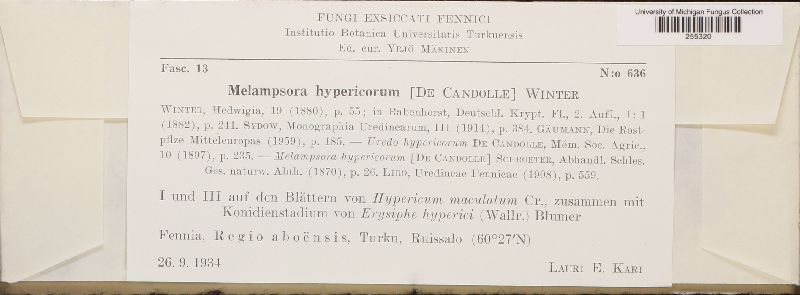 University of Michigan Fungus Collection
255320
FUNGI EXSICCATI FENNICI
Institutio Botanica Universitatis Turkuensis
Ed. cur. YRJÖ MÄKINEN
Fasc. 13 N:o 636
Melampsora hypericorum [DE CANDOLLE] WINTER
WINTER, Hedwigia, 19 (1880), p. 55; in Rabenhorst, Deutschl. Krypt. Fl., 2. Aufl., 1: 1
(1882), p. 241. SYDOW, Monographia Uredinearum, III (1914), p. 384. GÄUMANN, Die Rost-
pilze Mitteleuropas (1959), p. 185. — Uredo hypericorum DE CANDOLLE, Mém. Soc. Agric.,
10 (1897), p. 235. — Melampsora hypericorum [DE CANDOLLE] SCHROETER, Abhandl. Schles.
Ges. naturw. Abth. (1870), p. 26. LIRO, Uredineae Fennicae (1908), p. 559.
I und III auf den Blättern von Hypericum maculatum Cr., zusammen mit
Konidienstadium von Erysiphe hyperici (Wallr.) Blumer
Fennia, Regio aboënsis, Turku, Ruissalo (60°27′N)
26. 9. 1934 LAURI E. KARI